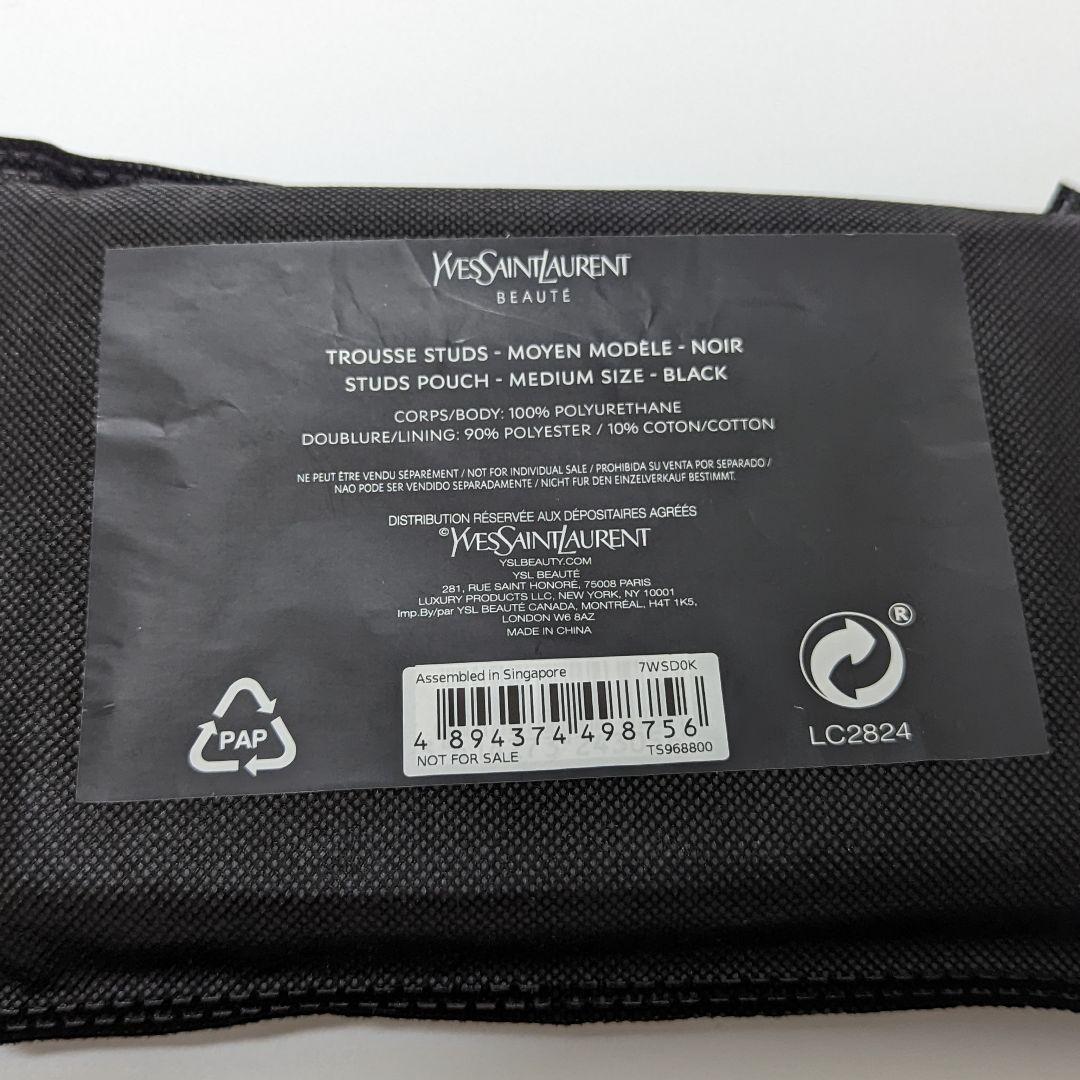 YVESSAINTLAURENT
BEAUTÉ
TROUSSE STUDS - MOYEN MODÈLE - NOIR
STUDS POUCH - MEDIUM SIZE - BLACK
CORPS/BODY: 100% POLYURETHANE
DOUBLURE/LINING: 90% POLYESTER / 10% COTON/COTTON
NE PEUT ÊTRE VENDU SÉPARÉMENT / NOT FOR INDIVIDUAL SALE / PROHIBIDA SU VENTA POR SEPARADO /
NAO PODE SER VENDIDO SEPARADAMENTE / NICHT FUR DEN EINZELVERKAUF BESTIMMT.
DISTRIBUTION RÉSERVÉE AUX DÉPOSITAIRES AGRÉÉS
©YVESSAINTLAURENT
YSLBEAUTY.COM
YSL BEAUTÉ
281, RUE SAINT HONORÉ, 75008 PARIS
LUXURY PRODUCTS LLC, NEW YORK, NY 10001
Imp.By/par YSL BEAUTÉ CANADA, MONTRÉAL, H4T 1K5,
LONDON W6 8AZ
MADE IN CHINA
Assembled in Singapore 7WSD0K
4 894374 498756
NOT FOR SALE TS968800
PAP
®
LC2824